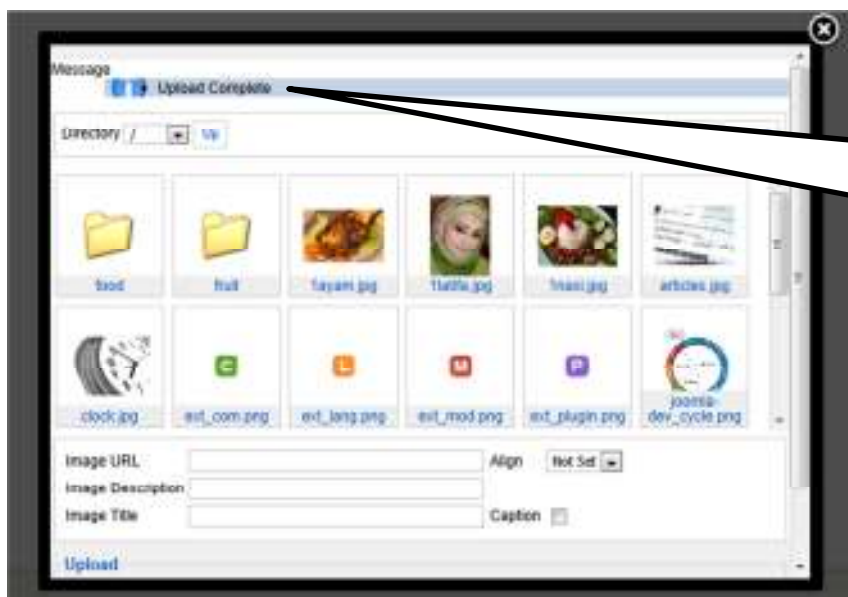 Message
Upload Complete
Directory / Up
food fruit 1ayam.jpg 1latifa.jpg 1nasi.jpg articles.jpg
clock.jpg ext_com.png ext_lang.png ext_mod.png ext_plugin.png joomla-
dev_cycle.png
C L M P
Image URL Align Not Set
Image Description
Image Title Caption
Upload